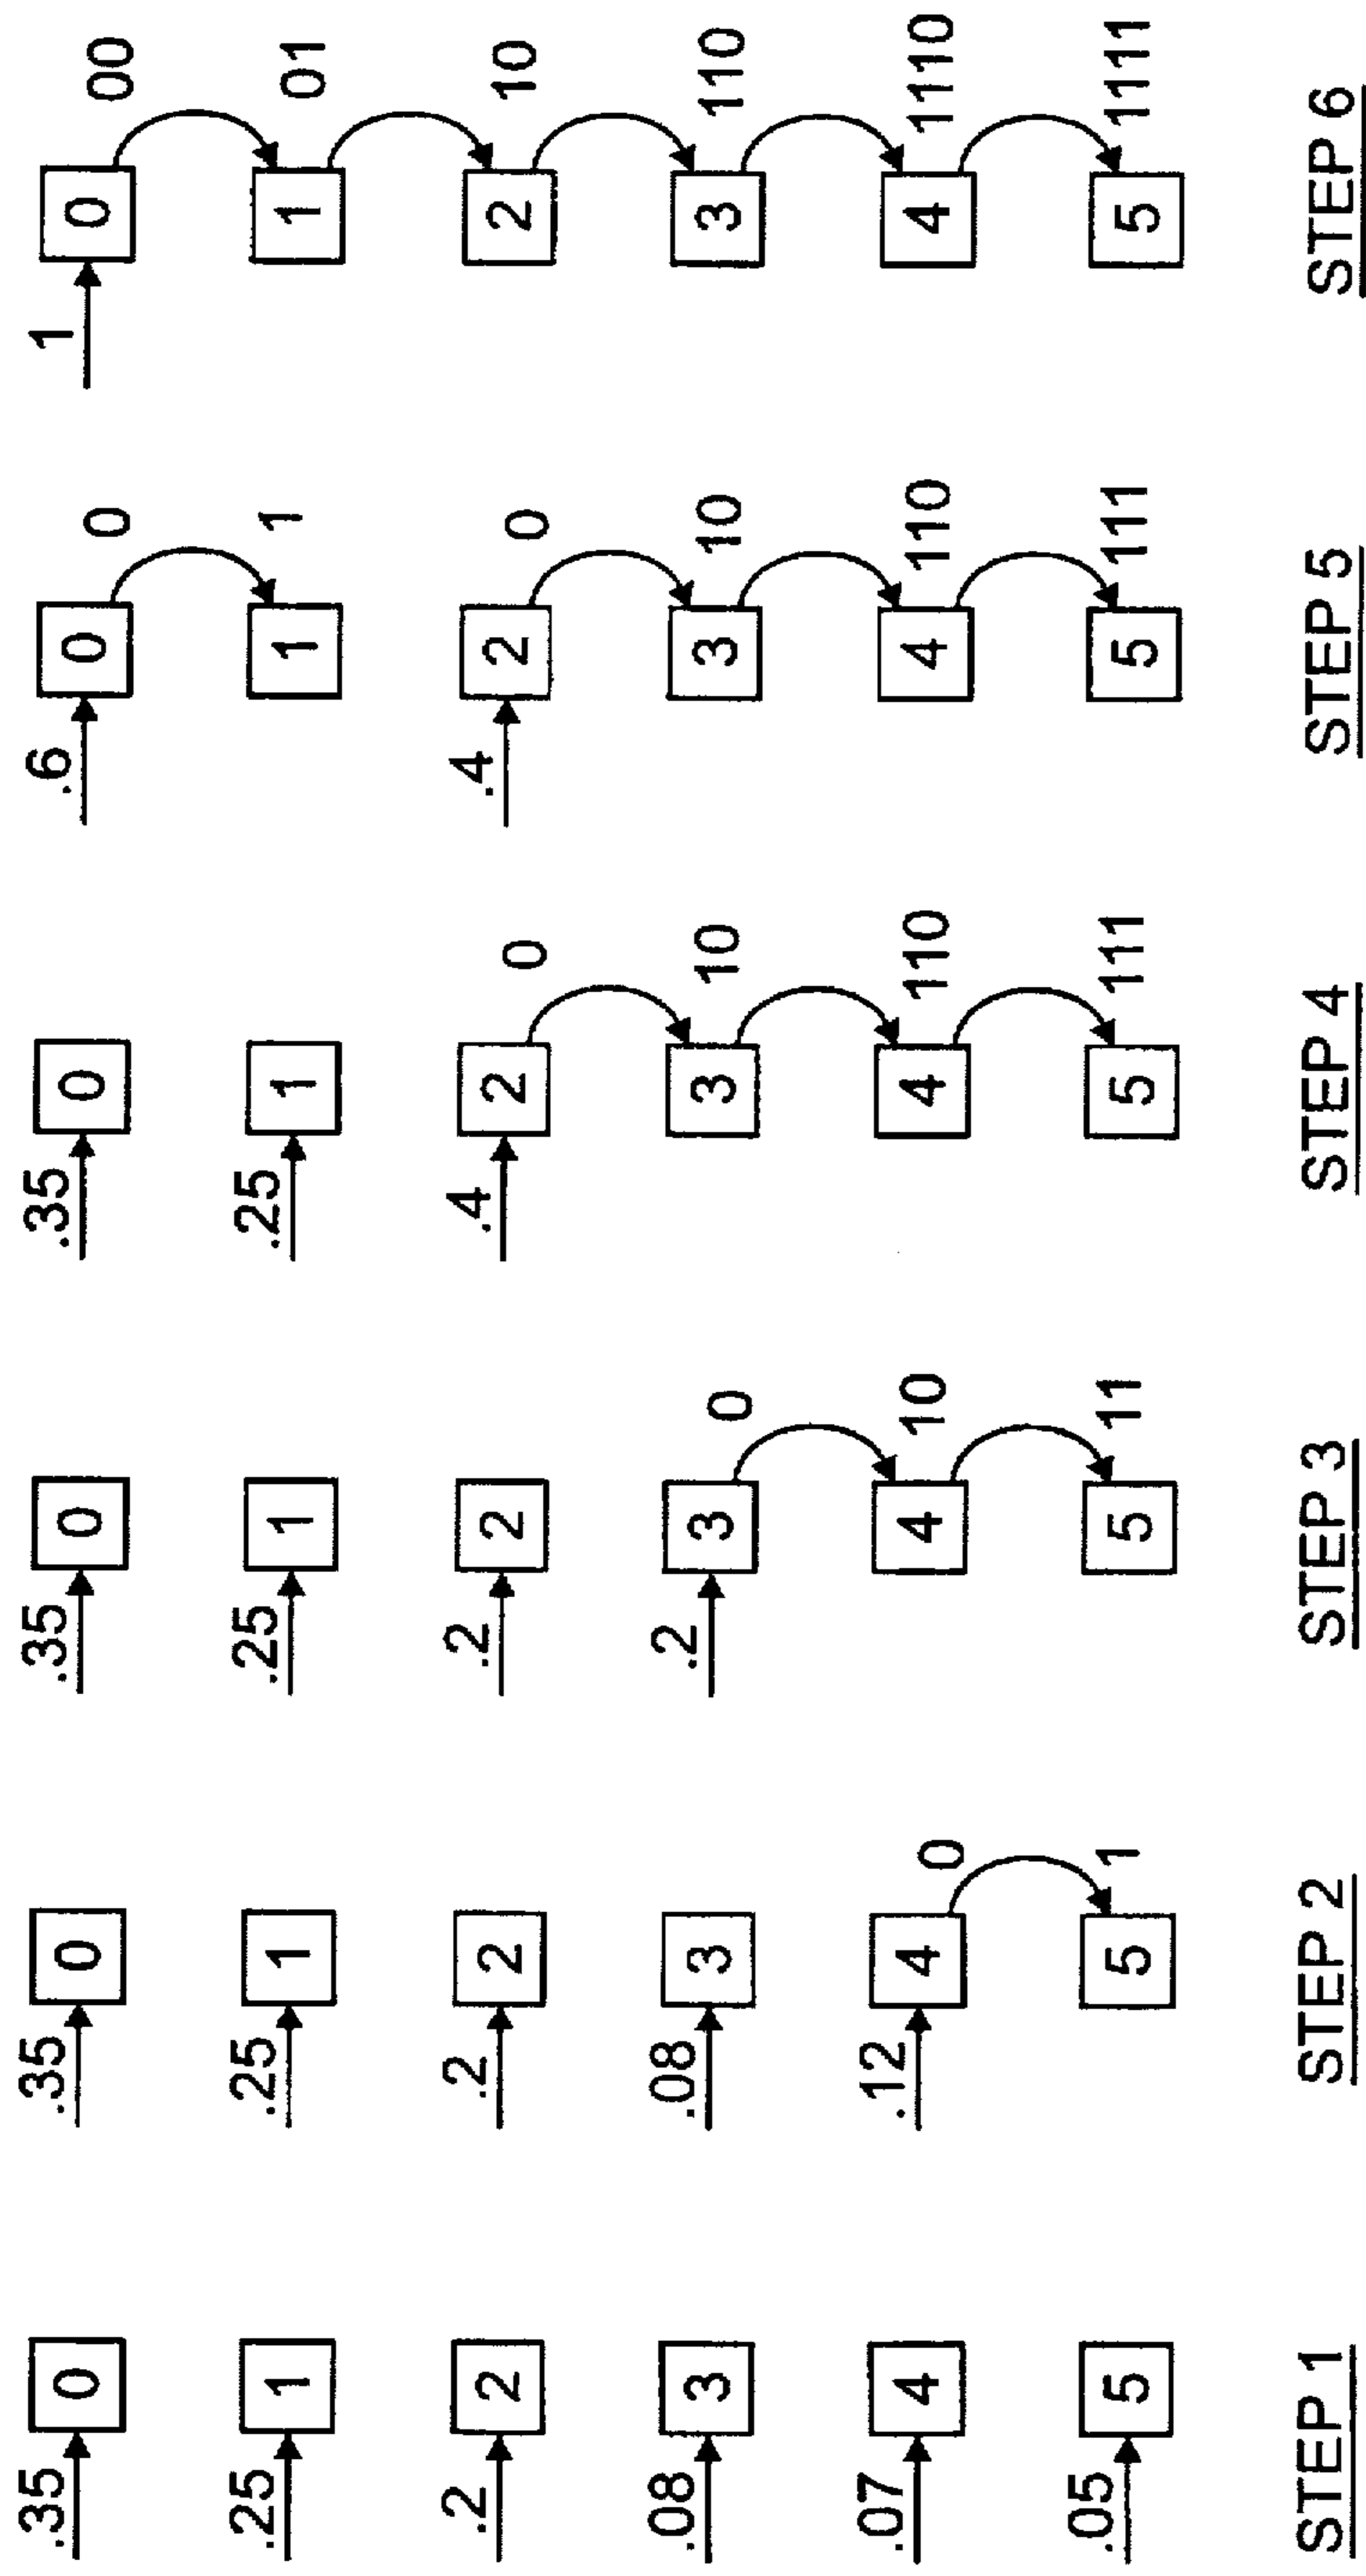 .35 0
.25 1
.2 2
.08 3
.07 4
.05 5
STEP 1
.35 0
.25 1
.2 2
.08 3
.12 4 0
5 1
STEP 2
.35 0
.25 1
.2 2
.2 3 0
4 10
5 11
STEP 3
.35 0
.25 1
.4 2 0
3 10
4 110
5 111
STEP 4
.6 0 0
1 1
.4 2 0
3 10
4 110
5 111
STEP 5
1 0 00
1 01
2 10
3 110
4 1110
5 1111
STEP 6